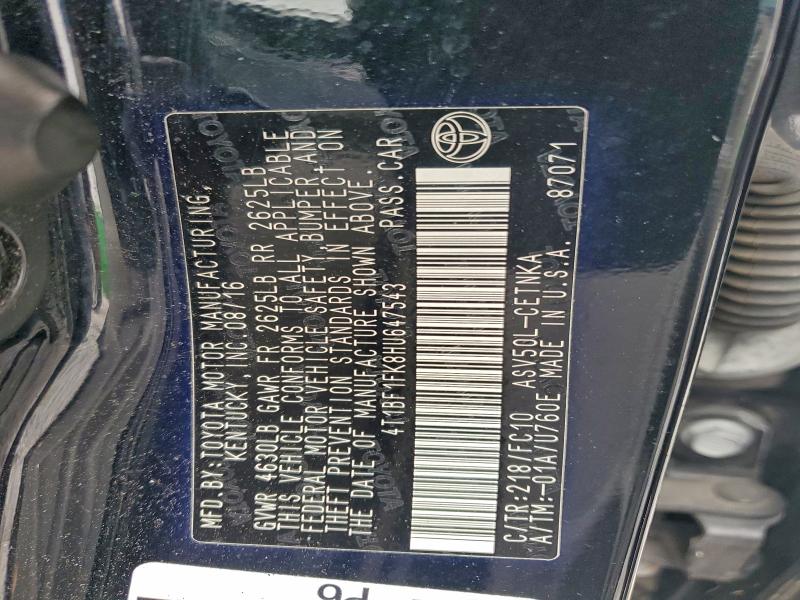 MFD.BY:TOYOTA MOTOR MANUFACTURING,
KENTUCKY, INC.08/16
GVWR 4630LB GAWR FR 2625LB RR 2625LB
THIS VEHICLE CONFORMS TO ALL APPLICABLE
FEDERAL MOTOR VEHICLE SAFETY, BUMPER, AND
THEFT PREVENTION STANDARDS IN EFFECT ON
THE DATE OF MANUFACTURE SHOWN ABOVE.
4T1BF1FK8HU647543 PASS.CAR
C/TR:218/FC10 ASV50L-CETNKA
A/TM:-01A/U760E MADE IN U.S.A. 87071